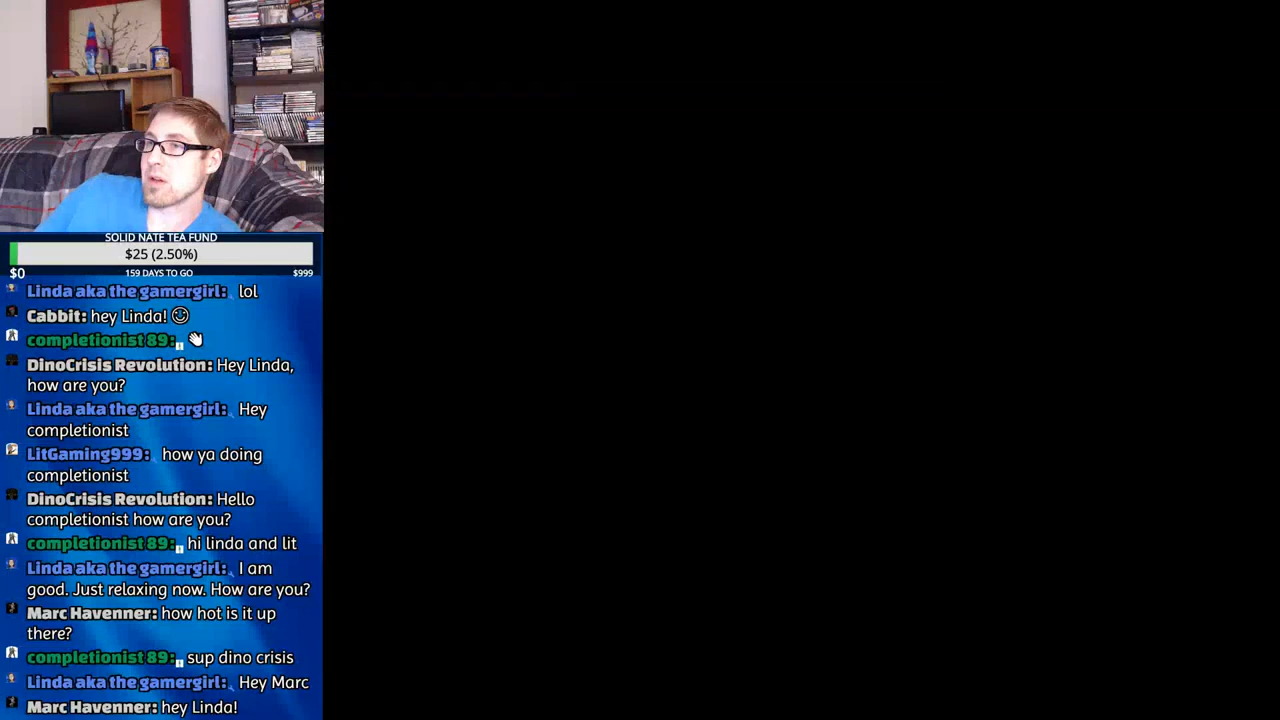 SOLID NATE TEA FUND
$25 (2.50%)
$0 159 DAYS TO GO $999
Linda aka the gamergirl: lol
Cabbit: hey Linda!
completionist 89:
DinoCrisis Revolution: Hey Linda,
how are you?
Linda aka the gamergirl: Hey
completionist
LitGaming999: how ya doing
completionist
DinoCrisis Revolution: Hello
completionist how are you?
completionist 89: hi linda and lit
Linda aka the gamergirl: I am
good. Just relaxing now. How are you?
Marc Havenner: how hot is it up
there?
completionist 89: sup dino crisis
Linda aka the gamergirl: Hey Marc
Marc Havenner: hey Linda!